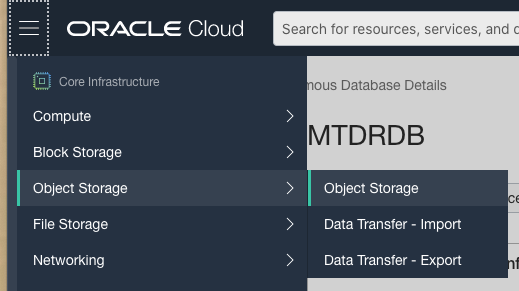 ORACLE Cloud
Search for resources, services, and
Core Infrastructure
Compute
Block Storage
Object Storage
File Storage
Networking
Object Storage
Data Transfer - Import
Data Transfer - Export
mous Database Details
MTDRDB